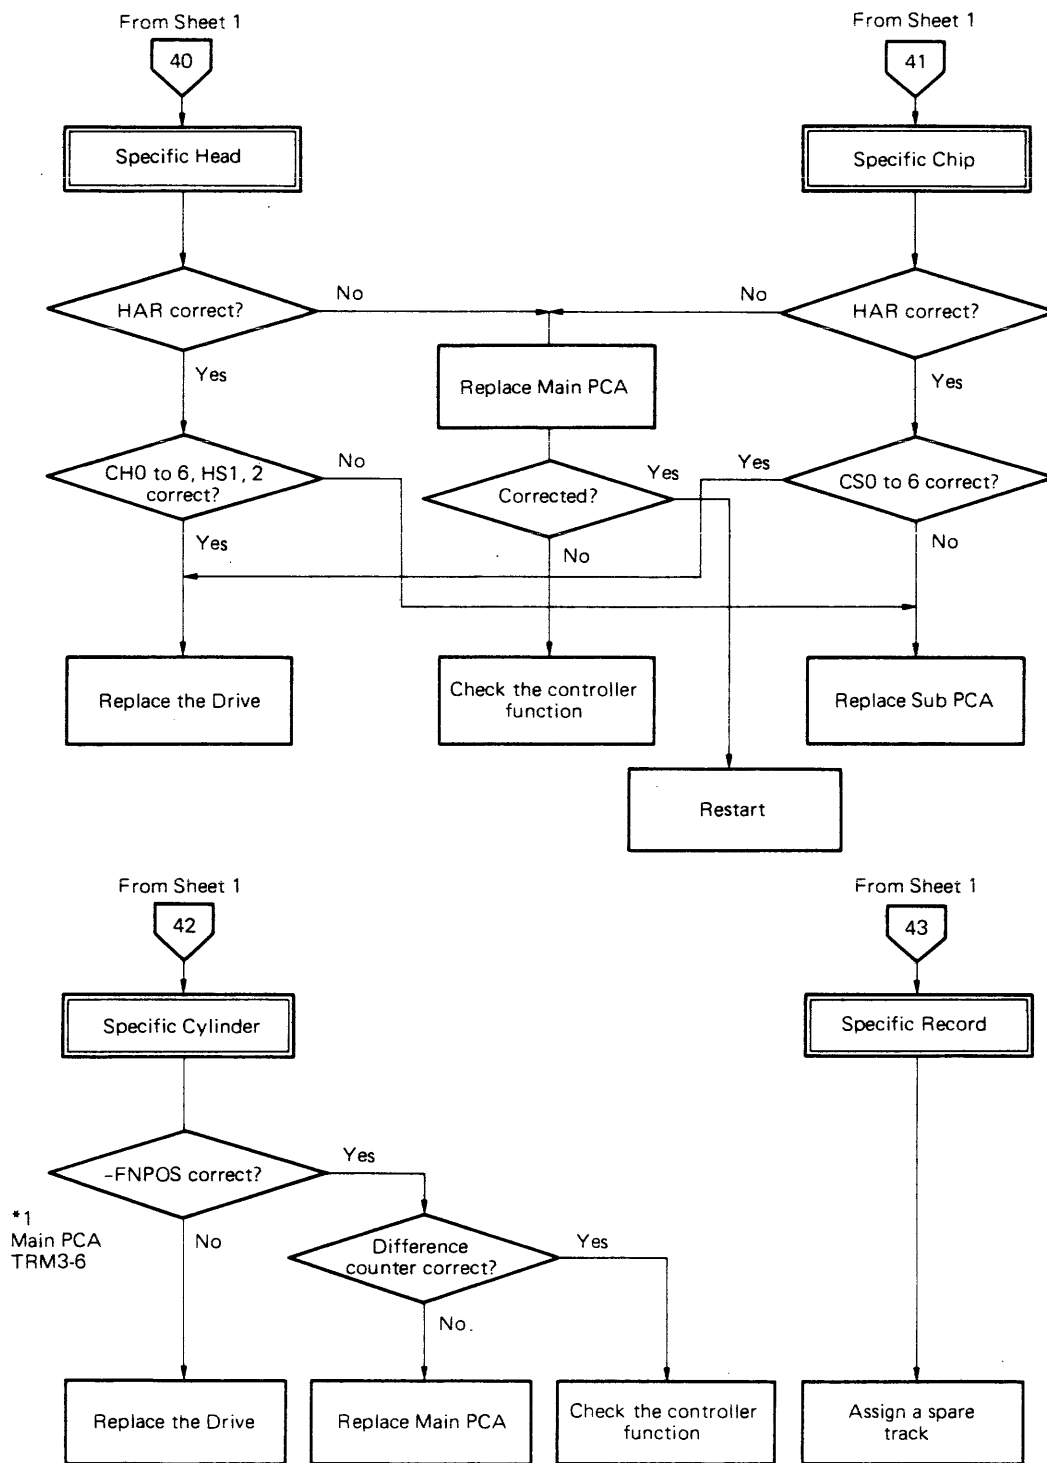 From Sheet 1
40
Specific Head
HAR correct?
No
Yes
CH0 to 6, HS1, 2
correct?
No
Yes
Replace the Drive
Replace Main PCA
Corrected?
Yes
No
Check the controller
function
Restart
From Sheet 1
41
Specific Chip
No
HAR correct?
Yes
Yes
CS0 to 6 correct?
No
Replace Sub PCA
From Sheet 1
42
Specific Cylinder
-FNPOS correct?
Yes
*1
Main PCA
TRM3-6
No
Difference
counter correct?
Yes
No.
Replace the Drive
Replace Main PCA
Check the controller
function
From Sheet 1
43
Specific Record
Assign a spare
track